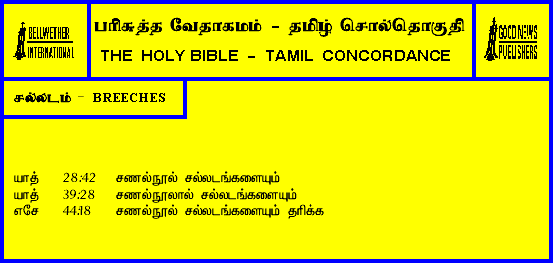 BELLWETHER
INTERNATIONAL
பரிசுத்த வேதாகமம் - தமிழ் சொல்தொகுதி
THE HOLY BIBLE - TAMIL CONCORDANCE
GOOD NEWS
PUBLISHERS
சல்லடம் - BREECHES
யாத் 28:42 சணல்நூல் சல்லடங்களையும்
யாத் 39:28 சணல்நூலால் சல்லடங்களையும்
எசே 44:18 சணல்நூல் சல்லடங்களையும் தரிக்க